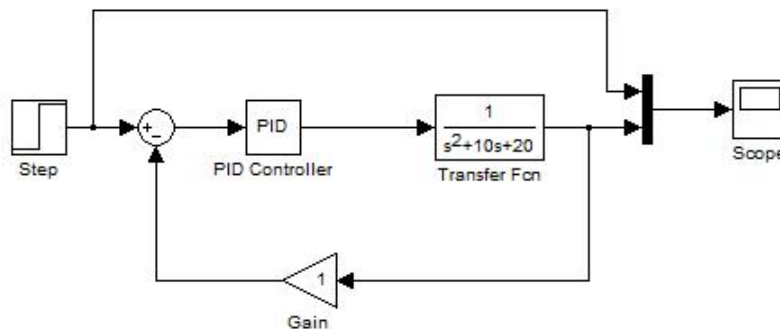 +
−
PID
1
s²+10s+20
Step
PID Controller
Transfer Fcn
Scope
1
Gain